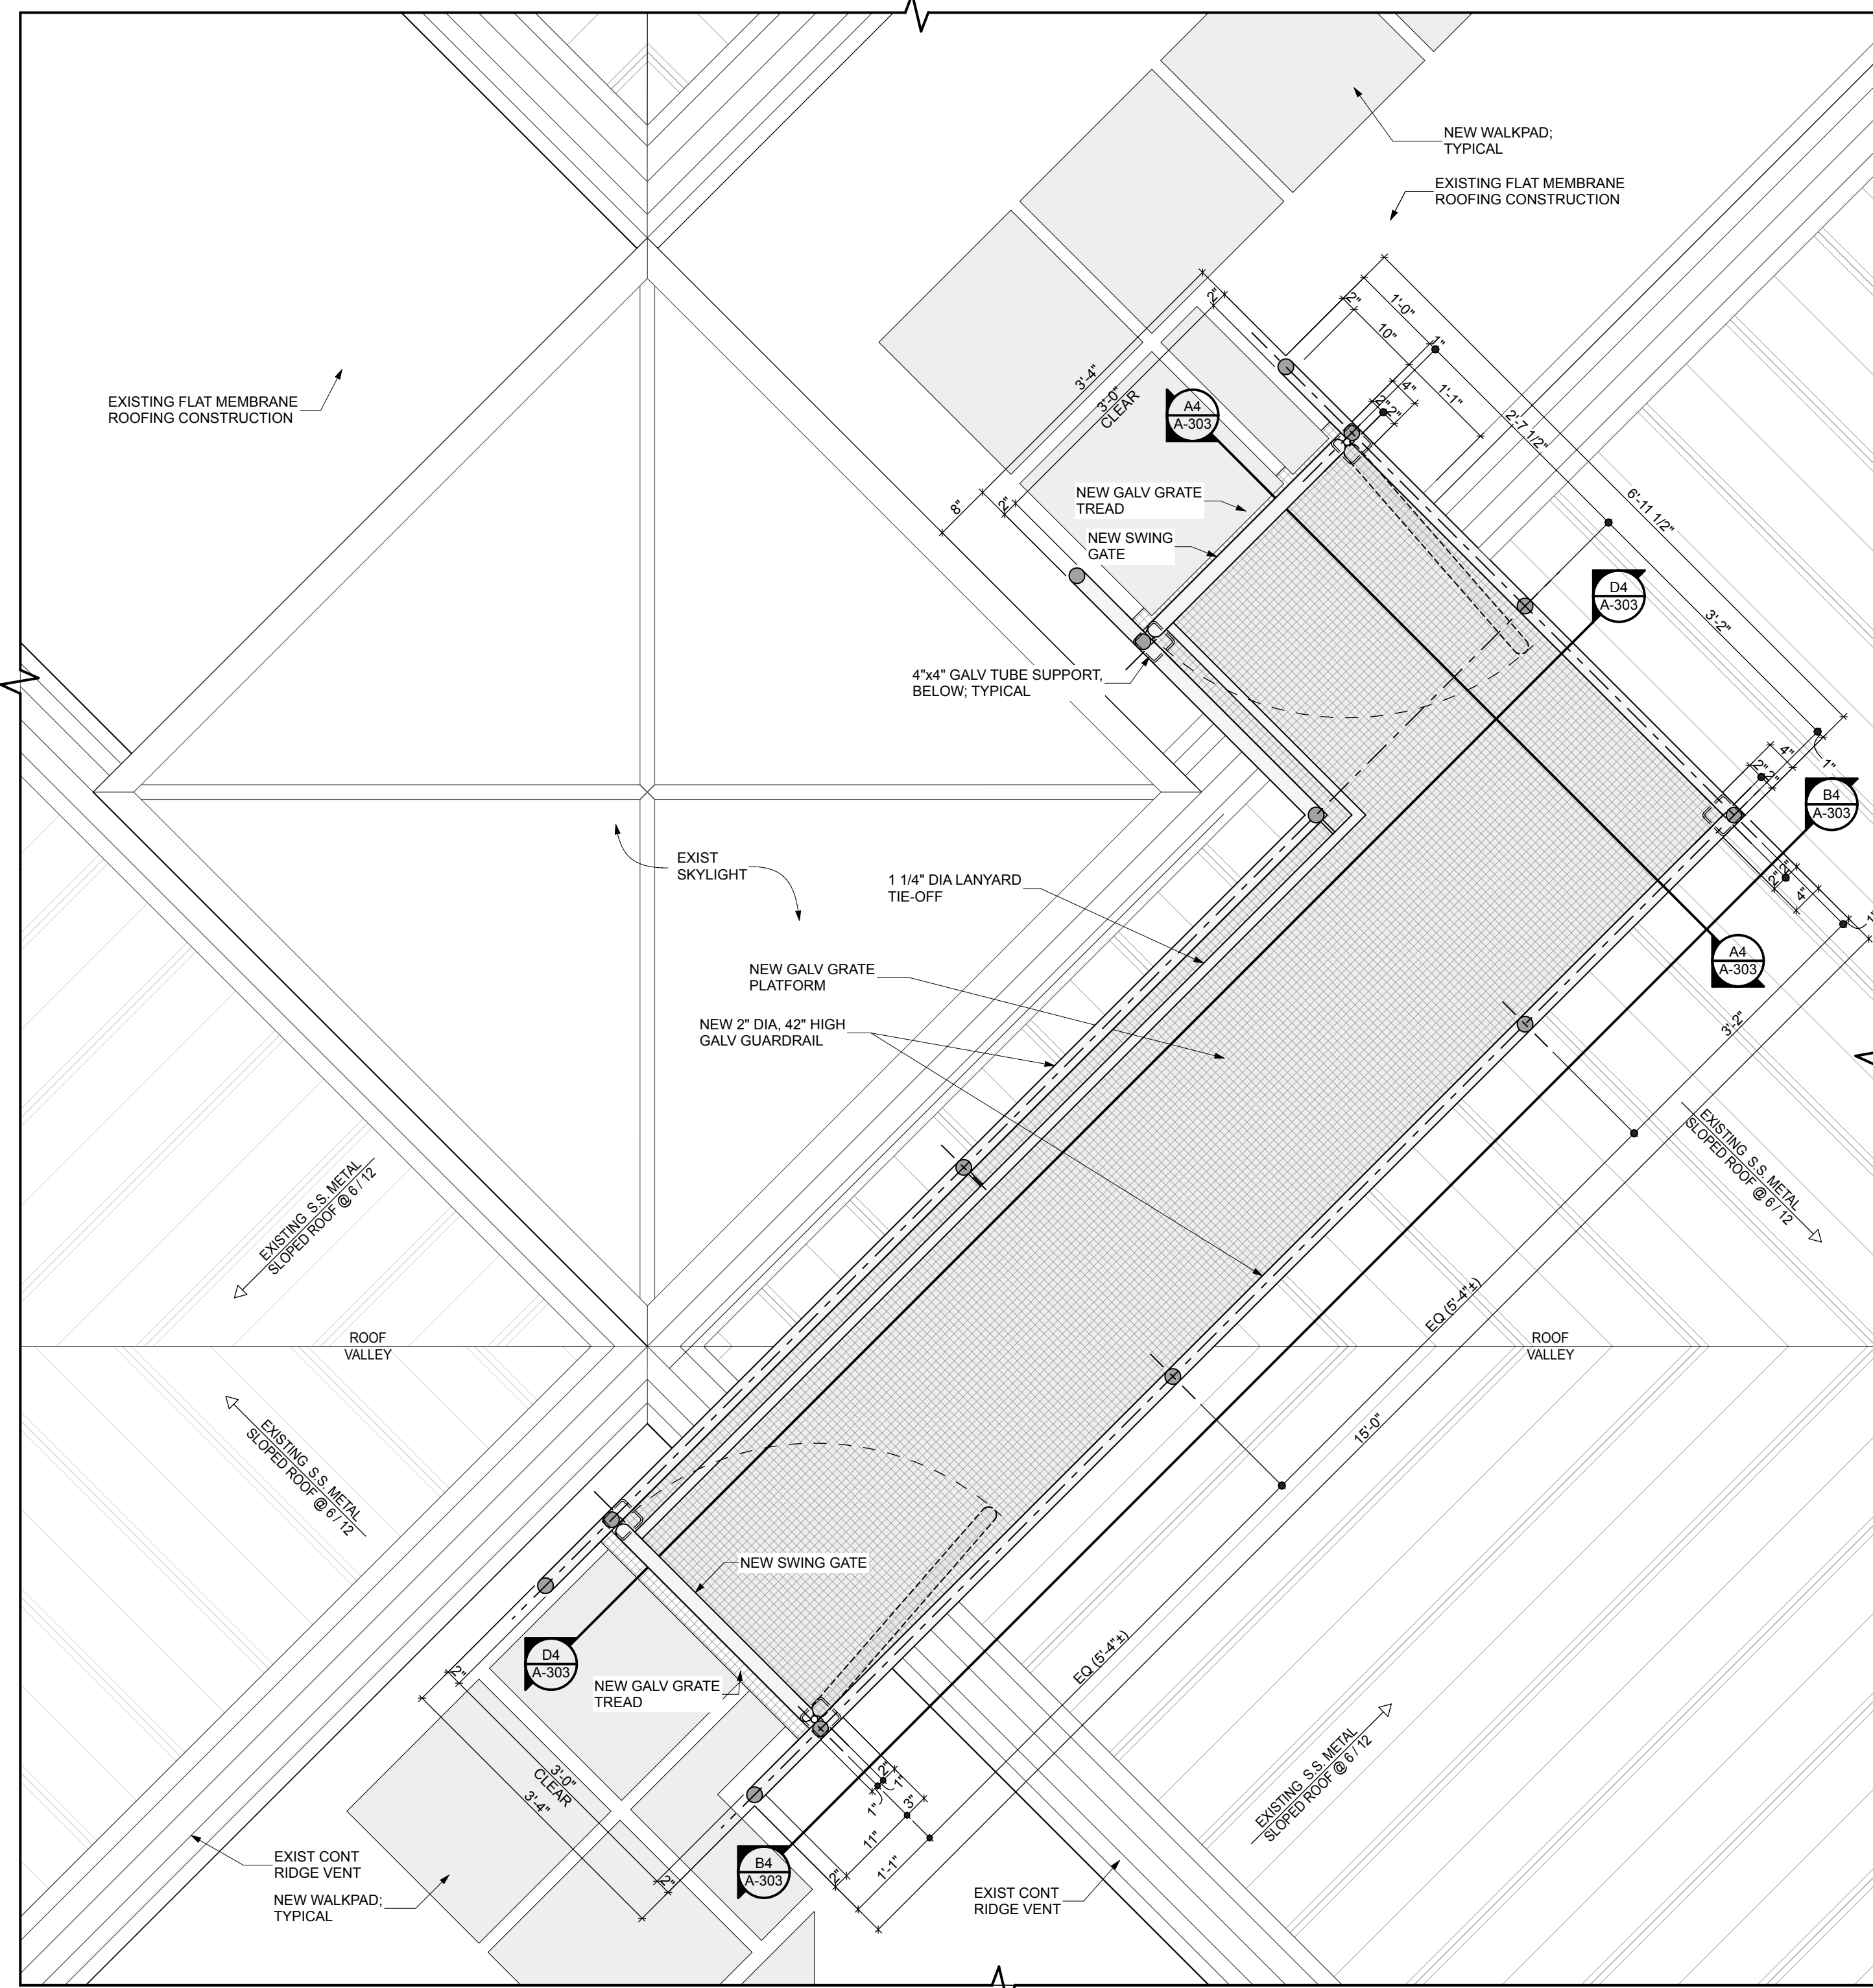 NEW WALKPAD;
TYPICAL
EXISTING FLAT MEMBRANE
ROOFING CONSTRUCTION
2"
2"
1'-0"
10"
1"
3'-4"
3'-0"
CLEAR
4"
2"
2"
1'-1"
2'-7 1/2"
6'-11 1/2"
EXISTING FLAT MEMBRANE
ROOFING CONSTRUCTION
A4
A-303
8"
2"
NEW GALV GRATE
TREAD
NEW SWING
GATE
D4
A-303
3'-2"
4"x4" GALV TUBE SUPPORT,
BELOW; TYPICAL
4"
2"
2"
1"
B4
A-303
EXIST
SKYLIGHT
1 1/4" DIA LANYARD
TIE-OFF
2"
2"
4"
1"
A4
A-303
NEW GALV GRATE
PLATFORM
NEW 2" DIA, 42" HIGH
GALV GUARDRAIL
3'-2"
EXISTING S.S. METAL
SLOPED ROOF @ 6 / 12
EXISTING S.S. METAL
SLOPED ROOF @ 6 / 12
EQ (5'-4"±)
ROOF
VALLEY
ROOF
VALLEY
15'-0"
EXISTING S.S. METAL
SLOPED ROOF @ 6 / 12
NEW SWING GATE
D4
A-303
2"
NEW GALV GRATE
TREAD
EQ (5'-4"±)
3'-0"
CLEAR
3'-4"
2"
1"
1"
3"
11"
1'-1"
2"
2"
B4
A-303
EXISTING S.S. METAL
SLOPED ROOF @ 6 / 12
EXIST CONT
RIDGE VENT
NEW WALKPAD;
TYPICAL
EXIST CONT
RIDGE VENT